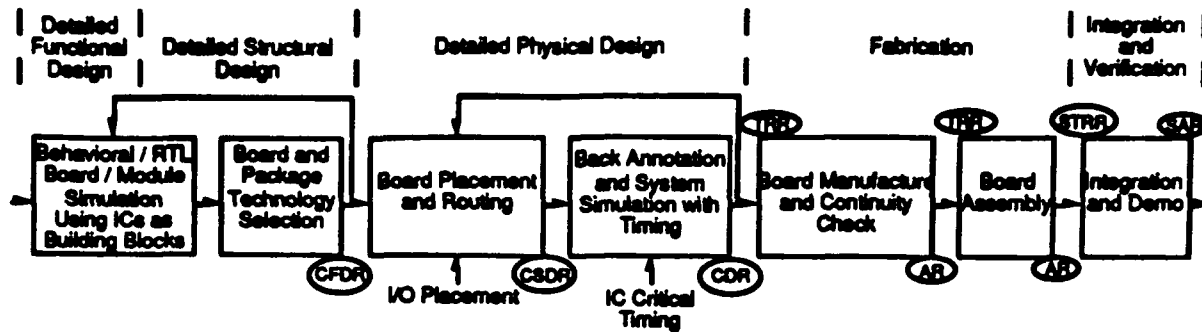 Detailed
Functional
Design
Detailed Structural
Design
Detailed Physical Design
Fabrication
Integration
and
Verification
TRR
TRR
STRR
SAR
Behavioral / RTL
Board / Module
Simulation
Using ICs as
Building Blocks
Board and
Package
Technology
Selection
Board Placement
and Routing
Back Annotation
and System
Simulation with
Timing
Board Manufacture
and Continuity
Check
Board
Assembly
Integration
and Demo
CFDR
CSDR
CDR
AR
AR
I/O Placement
IC Critical
Timing